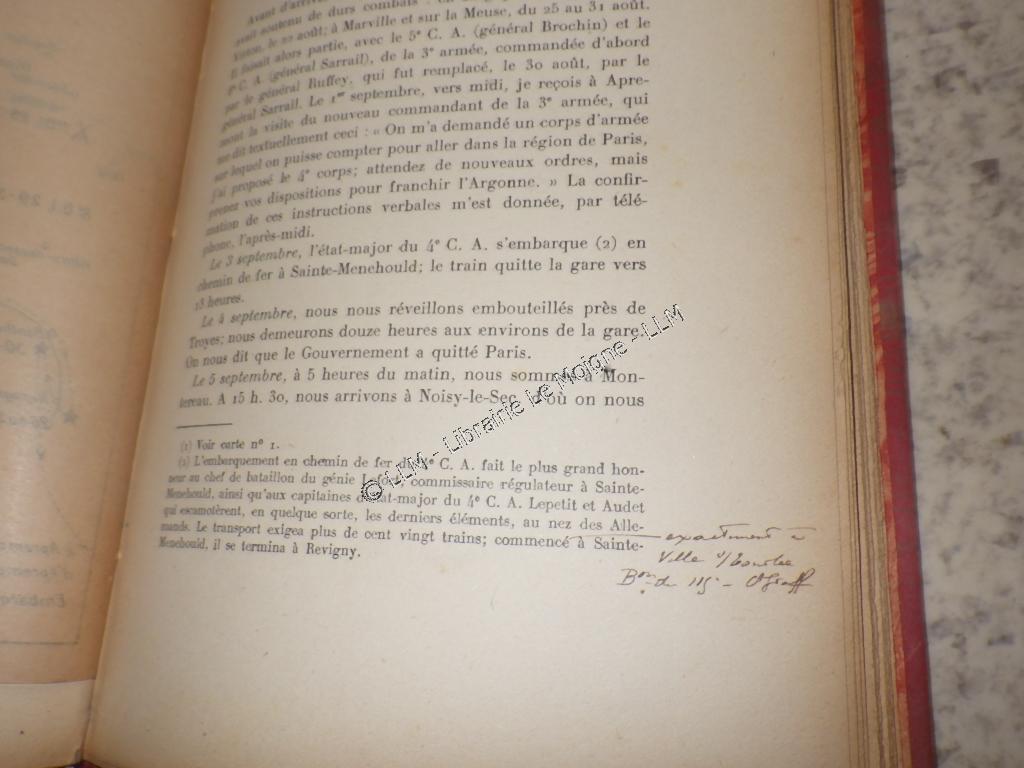 Avant d'arriver
avait soutenu de durs combats
le 22 août; à Marville et sur la Meuse, du 25 au 31 août.
Il faisait alors partie, avec le 5e C. A. (général Brochin) et le
C. A. (général Sarrail), de la 3e armée, commandée d'abord
par le général Ruffey, qui fut remplacé, le 30 août, par le
général Sarrail. Le 1er septembre, vers midi, je reçois à Apre-
mont la visite du nouveau commandant de la 3e armée, qui
me dit textuellement ceci : « On m'a demandé un corps d'armée
sur lequel on puisse compter pour aller dans la région de Paris,
j'ai proposé le 4e corps; attendez de nouveaux ordres, mais
prenez vos dispositions pour franchir l'Argonne. » La confir-
mation de ces instructions verbales m'est donnée, par télé-
phone, l'après-midi.
Le 3 septembre, l'état-major du 4e C. A. s'embarque (2) en
chemin de fer à Sainte-Menehould; le train quitte la gare vers
18 heures.
Le 4 septembre, nous nous réveillons embouteillés près de
Troyes; nous demeurons douze heures aux environs de la gare.
On nous dit que le Gouvernement a quitté Paris.
Le 5 septembre, à 5 heures du matin, nous sommes à Mon-
tereau. A 15 h. 30, nous arrivons à Noisy-le-Sec, d'où on nous
(1) Voir carte n° 1.
(2) L'embarquement en chemin de fer du 4e C. A. fait le plus grand hon-
neur au chef de bataillon du génie commissaire régulateur à Sainte-
Menehould, ainsi qu'aux capitaines d'état-major du 4e C. A. Lepetit et Audet
qui escamotèrent, en quelque sorte, les derniers éléments, au nez des Alle-
mands. Le transport exigea plus de cent vingt trains; commencé à Sainte-
Menehould, il se termina à Revigny.
exactement à
Ville s/Tourbe
Bon du 115e
© LLM - Librairie Le Moigne - LLM